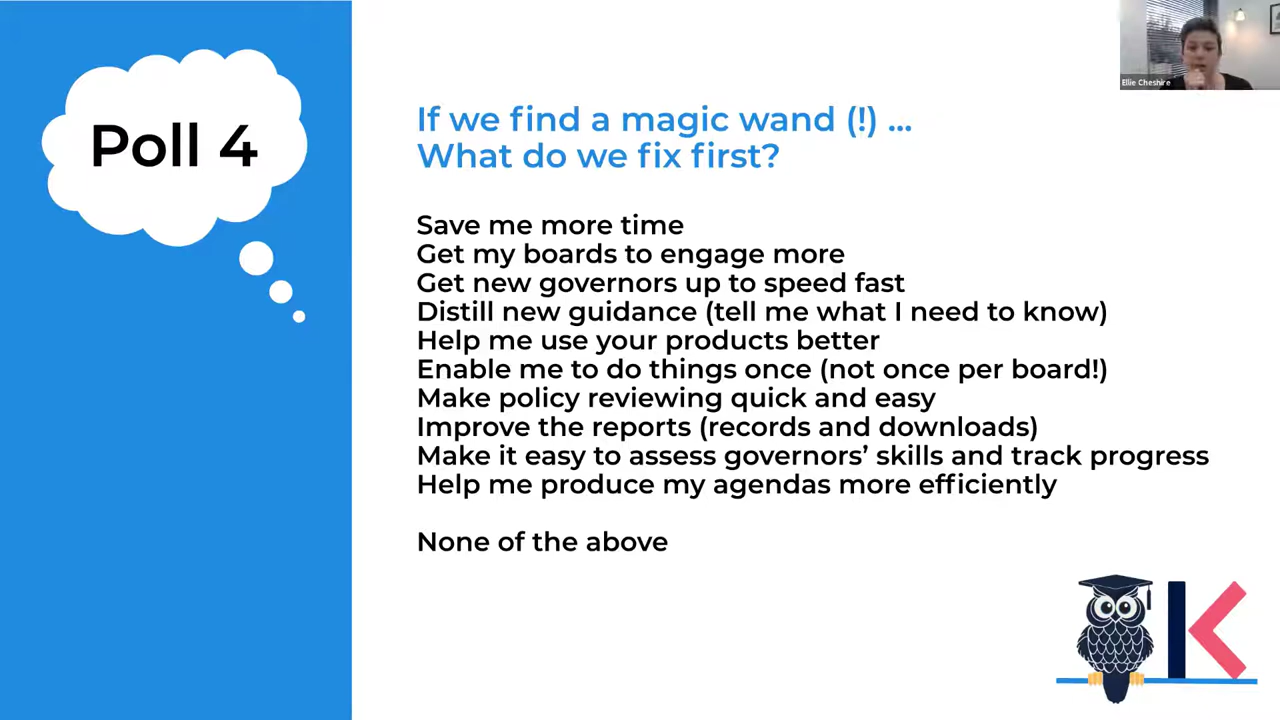 Poll 4
If we find a magic wand (!) ...
What do we fix first?
Save me more time
Get my boards to engage more
Get new governors up to speed fast
Distill new guidance (tell me what I need to know)
Help me use your products better
Enable me to do things once (not once per board!)
Make policy reviewing quick and easy
Improve the reports (records and downloads)
Make it easy to assess governors’ skills and track progress
Help me produce my agendas more efficiently
None of the above
Ellie Cheshire
K